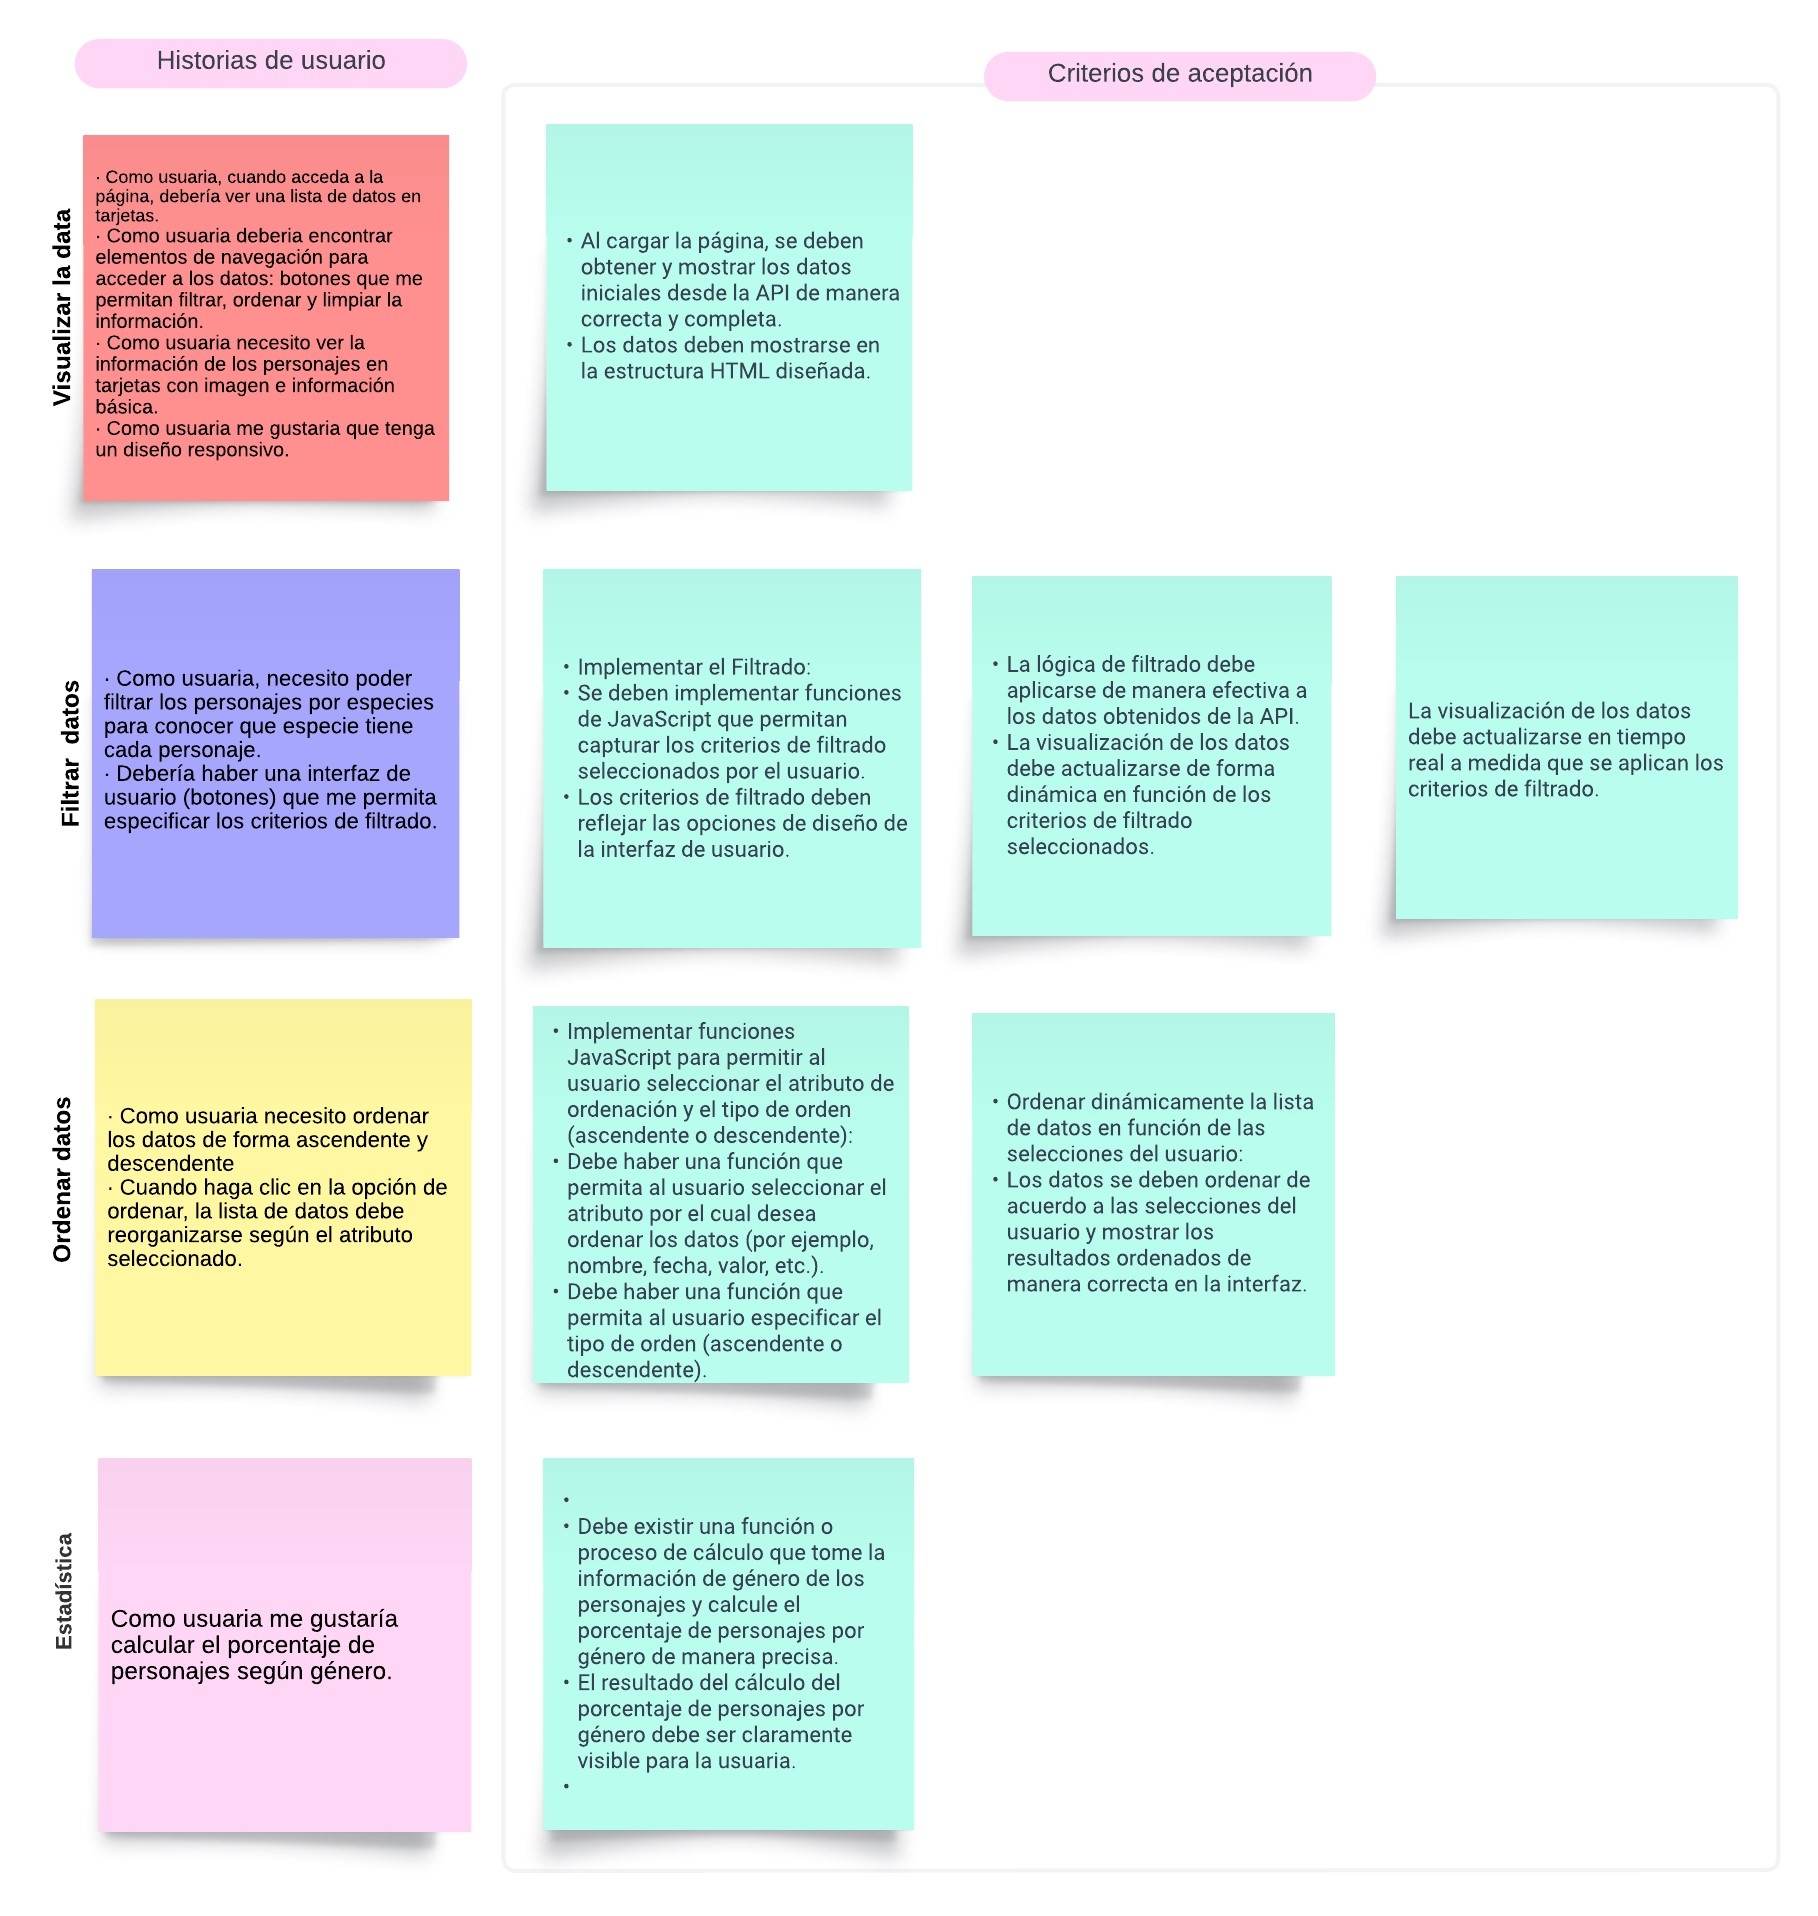 Historias de usuario
Criterios de aceptación
Visualizar la data
· Como usuaria, cuando acceda a la
página, debería ver una lista de datos en
tarjetas.
· Como usuaria deberia encontrar
elementos de navegación para
acceder a los datos: botones que me
permitan filtrar, ordenar y limpiar la
información.
· Como usuaria necesito ver la
información de los personajes en
tarjetas con imagen e información
básica.
· Como usuaria me gustaria que tenga
un diseño responsivo.
• Al cargar la página, se deben
obtener y mostrar los datos
iniciales desde la API de manera
correcta y completa.
• Los datos deben mostrarse en
la estructura HTML diseñada.
Filtrar datos
· Como usuaria, necesito poder
filtrar los personajes por especies
para conocer que especie tiene
cada personaje.
· Debería haber una interfaz de
usuario (botones) que me permita
especificar los criterios de filtrado.
• Implementar el Filtrado:
• Se deben implementar funciones
de JavaScript que permitan
capturar los criterios de filtrado
seleccionados por el usuario.
• Los criterios de filtrado deben
reflejar las opciones de diseño de
la interfaz de usuario.
• La lógica de filtrado debe
aplicarse de manera efectiva a
los datos obtenidos de la API.
• La visualización de los datos
debe actualizarse de forma
dinámica en función de los
criterios de filtrado
seleccionados.
La visualización de los datos
debe actualizarse en tiempo
real a medida que se aplican los
criterios de filtrado.
Ordenar datos
· Como usuaria necesito ordenar
los datos de forma ascendente y
descendente
· Cuando haga clic en la opción de
ordenar, la lista de datos debe
reorganizarse según el atributo
seleccionado.
• Implementar funciones
JavaScript para permitir al
usuario seleccionar el atributo de
ordenación y el tipo de orden
(ascendente o descendente):
• Debe haber una función que
permita al usuario seleccionar el
atributo por el cual desea
ordenar los datos (por ejemplo,
nombre, fecha, valor, etc.).
• Debe haber una función que
permita al usuario especificar el
tipo de orden (ascendente o
descendente).
• Ordenar dinámicamente la lista
de datos en función de las
selecciones del usuario:
• Los datos se deben ordenar de
acuerdo a las selecciones del
usuario y mostrar los
resultados ordenados de
manera correcta en la interfaz.
Estadística
Como usuaria me gustaría
calcular el porcentaje de
personajes según género.
•
• Debe existir una función o
proceso de cálculo que tome la
información de género de los
personajes y calcule el
porcentaje de personajes por
género de manera precisa.
• El resultado del cálculo del
porcentaje de personajes por
género debe ser claramente
visible para la usuaria.
•